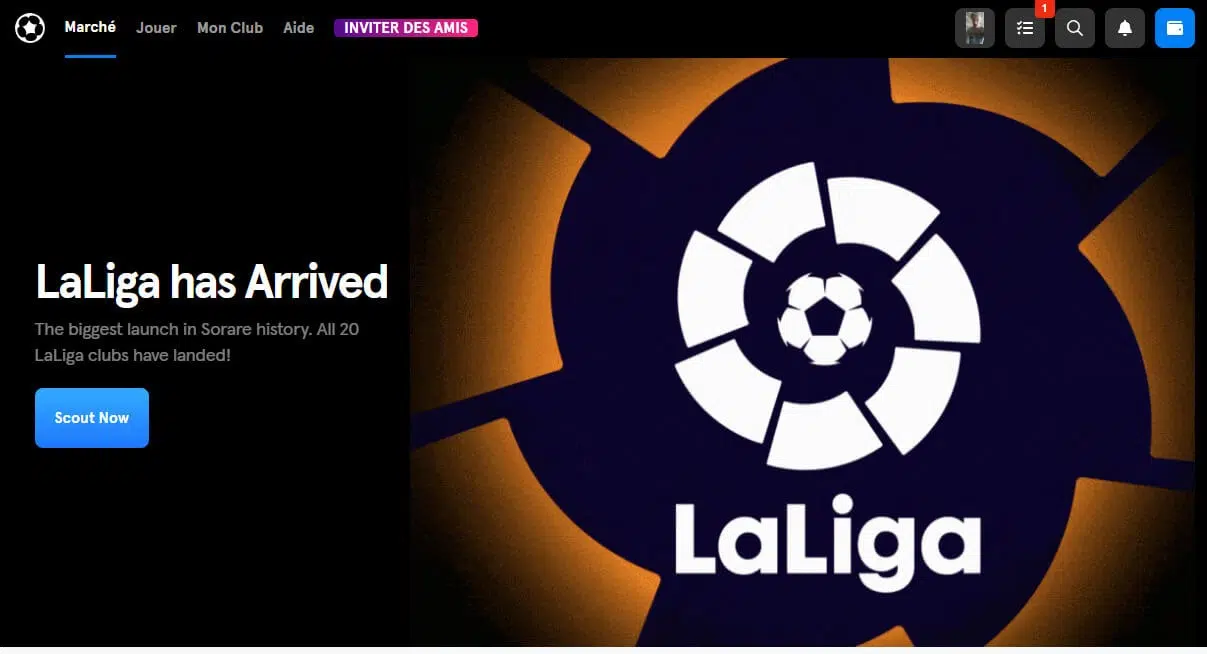 Marché Jouer Mon Club Aide INVITER DES AMIS
1
LaLiga has Arrived
The biggest launch in Sorare history. All 20
LaLiga clubs have landed!
Scout Now
LaLiga